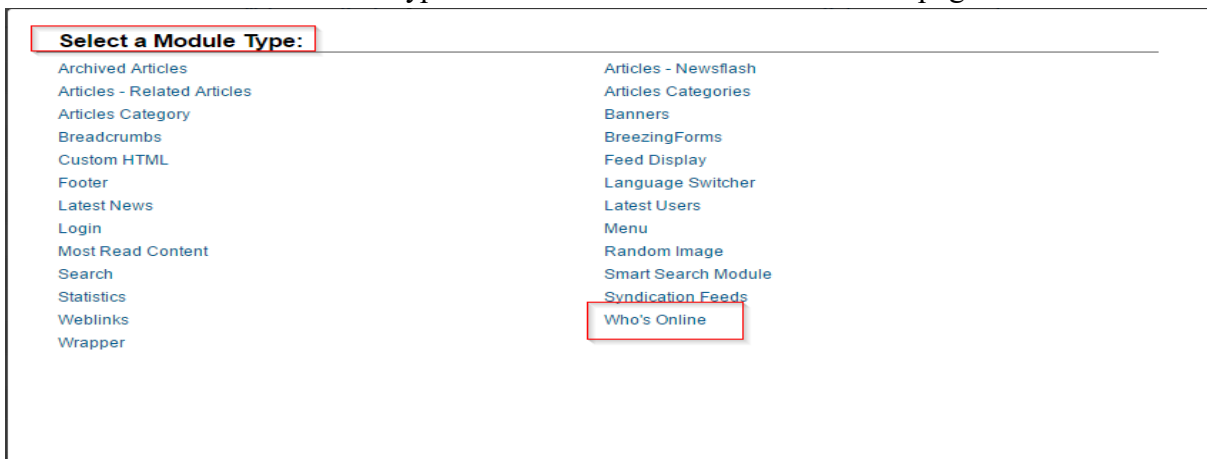 Select a Module Type:
Archived Articles
Articles - Newsflash
Articles - Related Articles
Articles Categories
Articles Category
Banners
Breadcrumbs
BreezingForms
Custom HTML
Feed Display
Footer
Language Switcher
Latest News
Latest Users
Login
Menu
Most Read Content
Random Image
Search
Smart Search Module
Statistics
Syndication Feeds
Weblinks
Who's Online
Wrapper